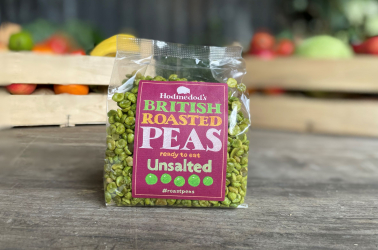 Hodmedod's
BRITISH
ROASTED
PEAS
ready to eat
Unsalted
#roastpeas